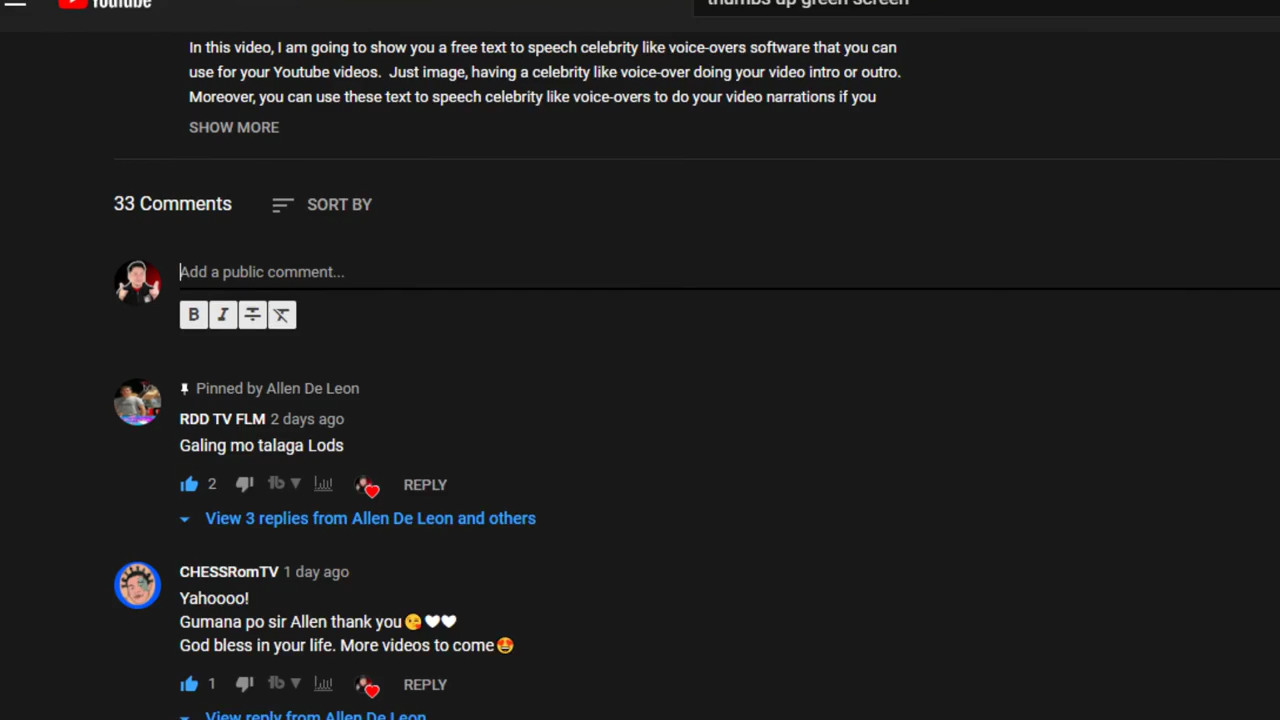 YouTube
thumbs up green screen
In this video, I am going to show you a free text to speech celebrity like voice-overs software that you can
use for your Youtube videos.  Just image, having a celebrity like voice-over doing your video intro or outro.
Moreover, you can use these text to speech celebrity like voice-overs to do your video narrations if you
SHOW MORE
33 Comments SORT BY
Add a public comment...
B I T
Pinned by Allen De Leon
RDD TV FLM 2 days ago
Galing mo talaga Lods
2 tb REPLY
View 3 replies from Allen De Leon and others
CHESSRomTV 1 day ago
Yahoooo!
Gumana po sir Allen thank you😘🤍🤍
God bless in your life. More videos to come🤩
1 tb REPLY
View reply from Allen De Leon